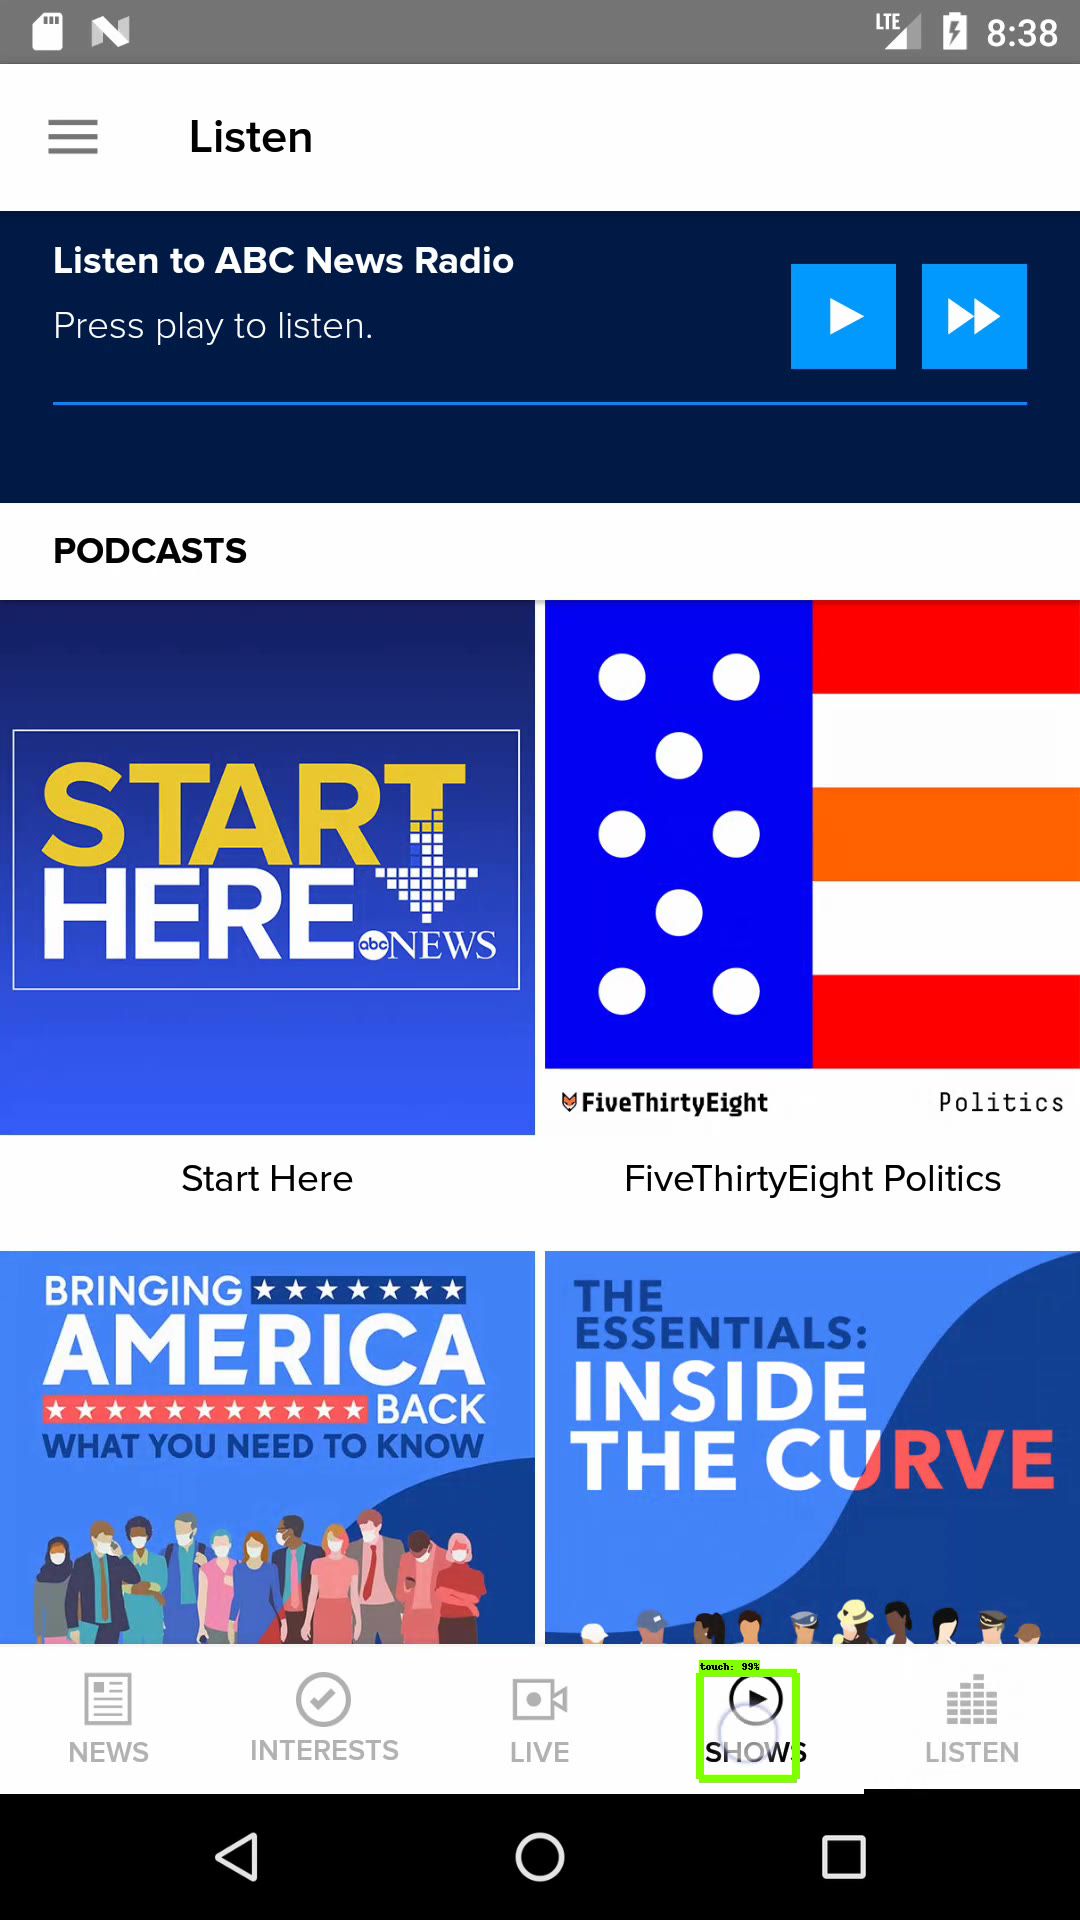 LTE
8:38
Listen
Listen to ABC News Radio
Press play to listen.
PODCASTS
START
HERE
abc NEWS
FiveThirtyEight
Politics
Start Here
FiveThirtyEight Politics
BRINGING
AMERICA
BACK
WHAT YOU NEED TO KNOW
THE
ESSENTIALS:
INSIDE
THE CURVE
touch: 99%
NEWS
INTERESTS
LIVE
SHOWS
LISTEN